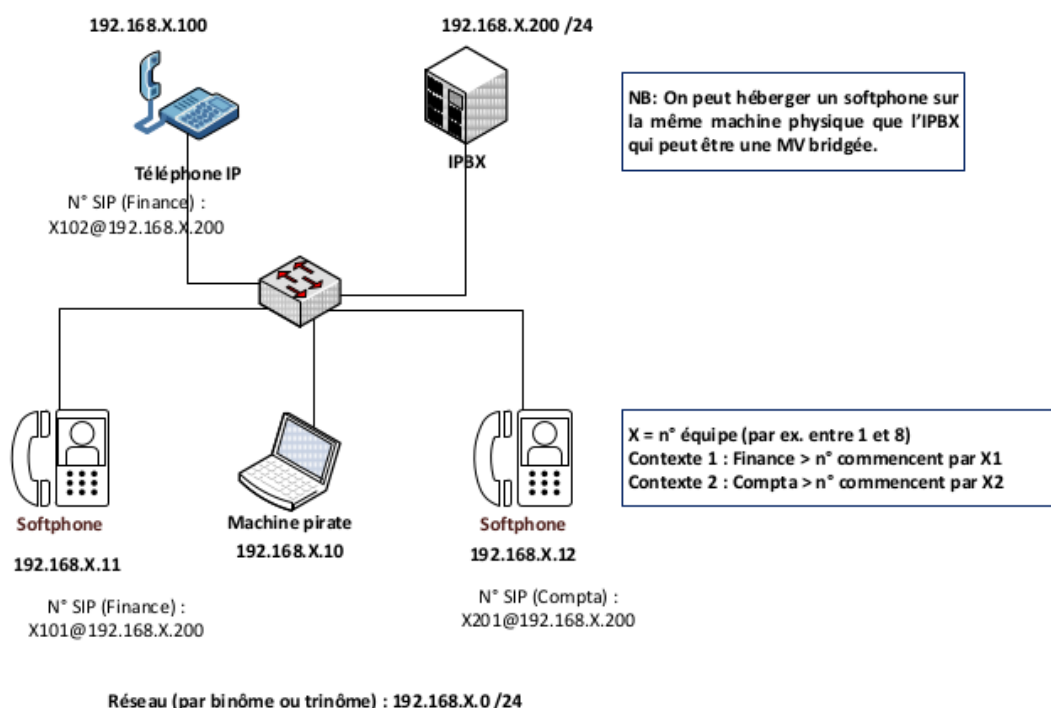 192.168.X.100
192.168.X.200 /24
NB: On peut héberger un softphone sur
la même machine physique que l'IPBX
qui peut être une MV bridgée.
IPBX
Téléphone IP
N° SIP (Finance) :
X102@192.168.X.200
X = n° équipe (par ex. entre 1 et 8)
Contexte 1 : Finance > n° commencent par X1
Contexte 2 : Compta > n° commencent par X2
Softphone
192.168.X.11
N° SIP (Finance) :
X101@192.168.X.200
Machine pirate
192.168.X.10
Softphone
192.168.X.12
N° SIP (Compta) :
X201@192.168.X.200
Réseau (par binôme ou trinôme) : 192.168.X.0 /24